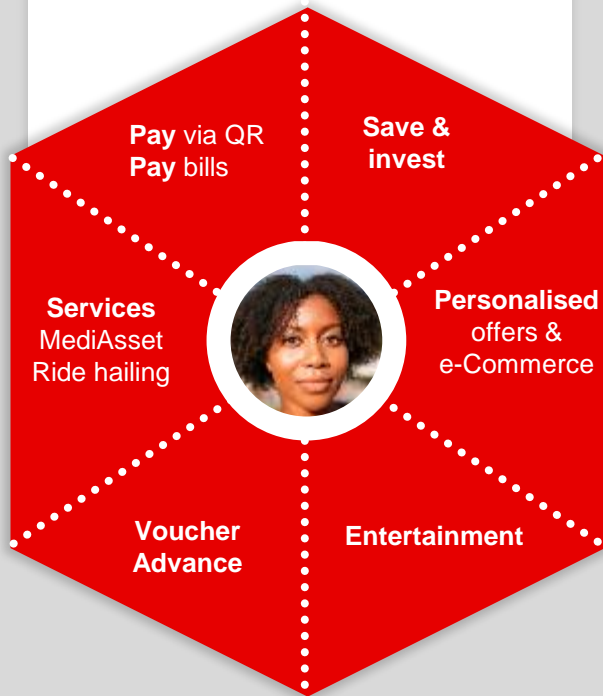 Pay via QR
Pay bills
Save &
invest
Services
MediAsset
Ride hailing
Personalised
offers &
e-Commerce
Voucher
Advance
Entertainment